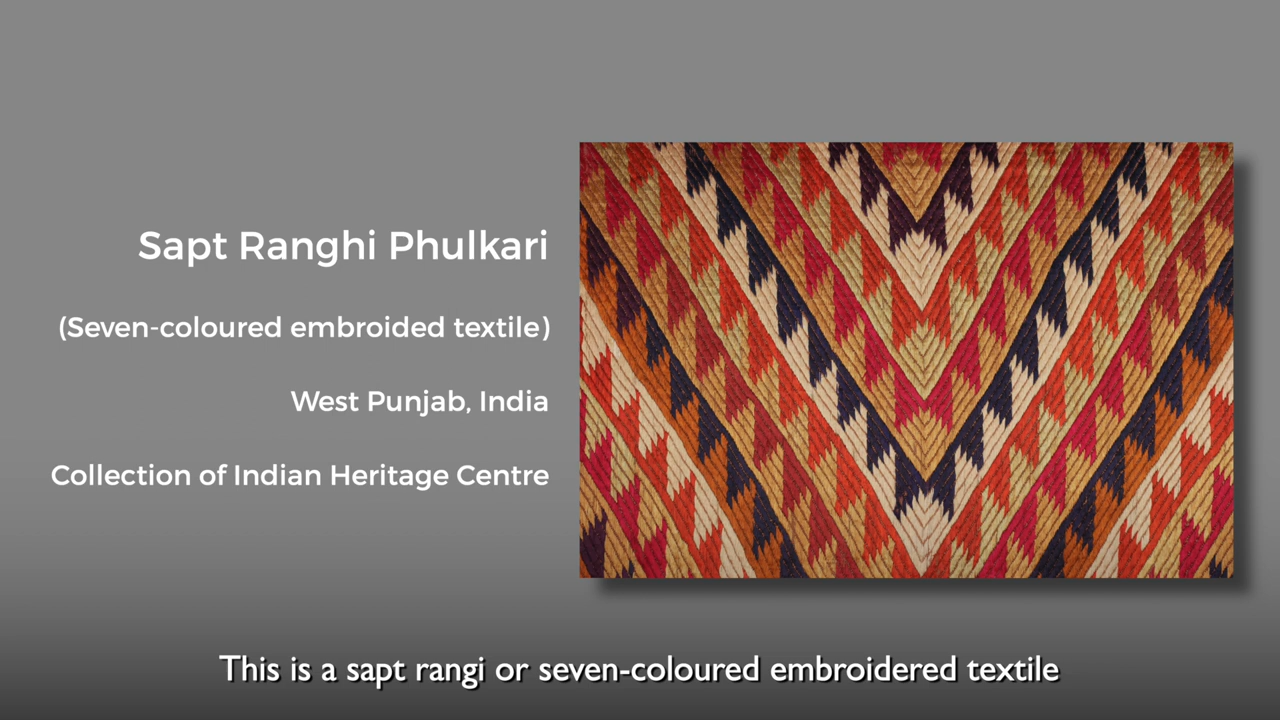 Sapt Ranghi Phulkari
(Seven-coloured embroided textile)
West Punjab, India
Collection of Indian Heritage Centre
This is a sapt rangi or seven-coloured embroidered textile